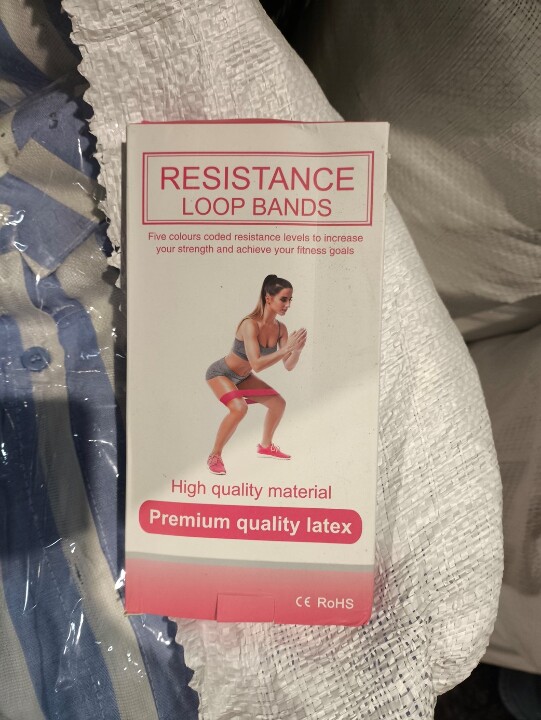 RESISTANCE
LOOP BANDS
Five colours coded resistance levels to increase
your strength and achieve your fitness goals
High quality material
Premium quality latex
CE RoHS